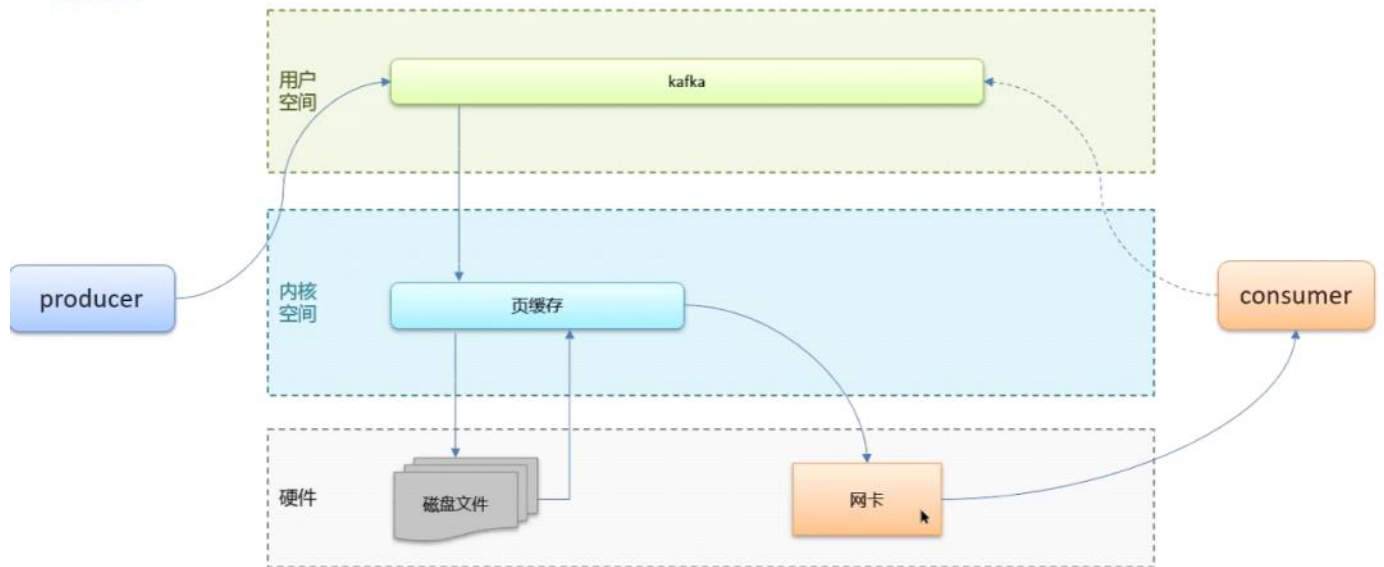 用户
空间
kafka
内核
空间
页缓存
producer
consumer
硬件
磁盘文件
网卡